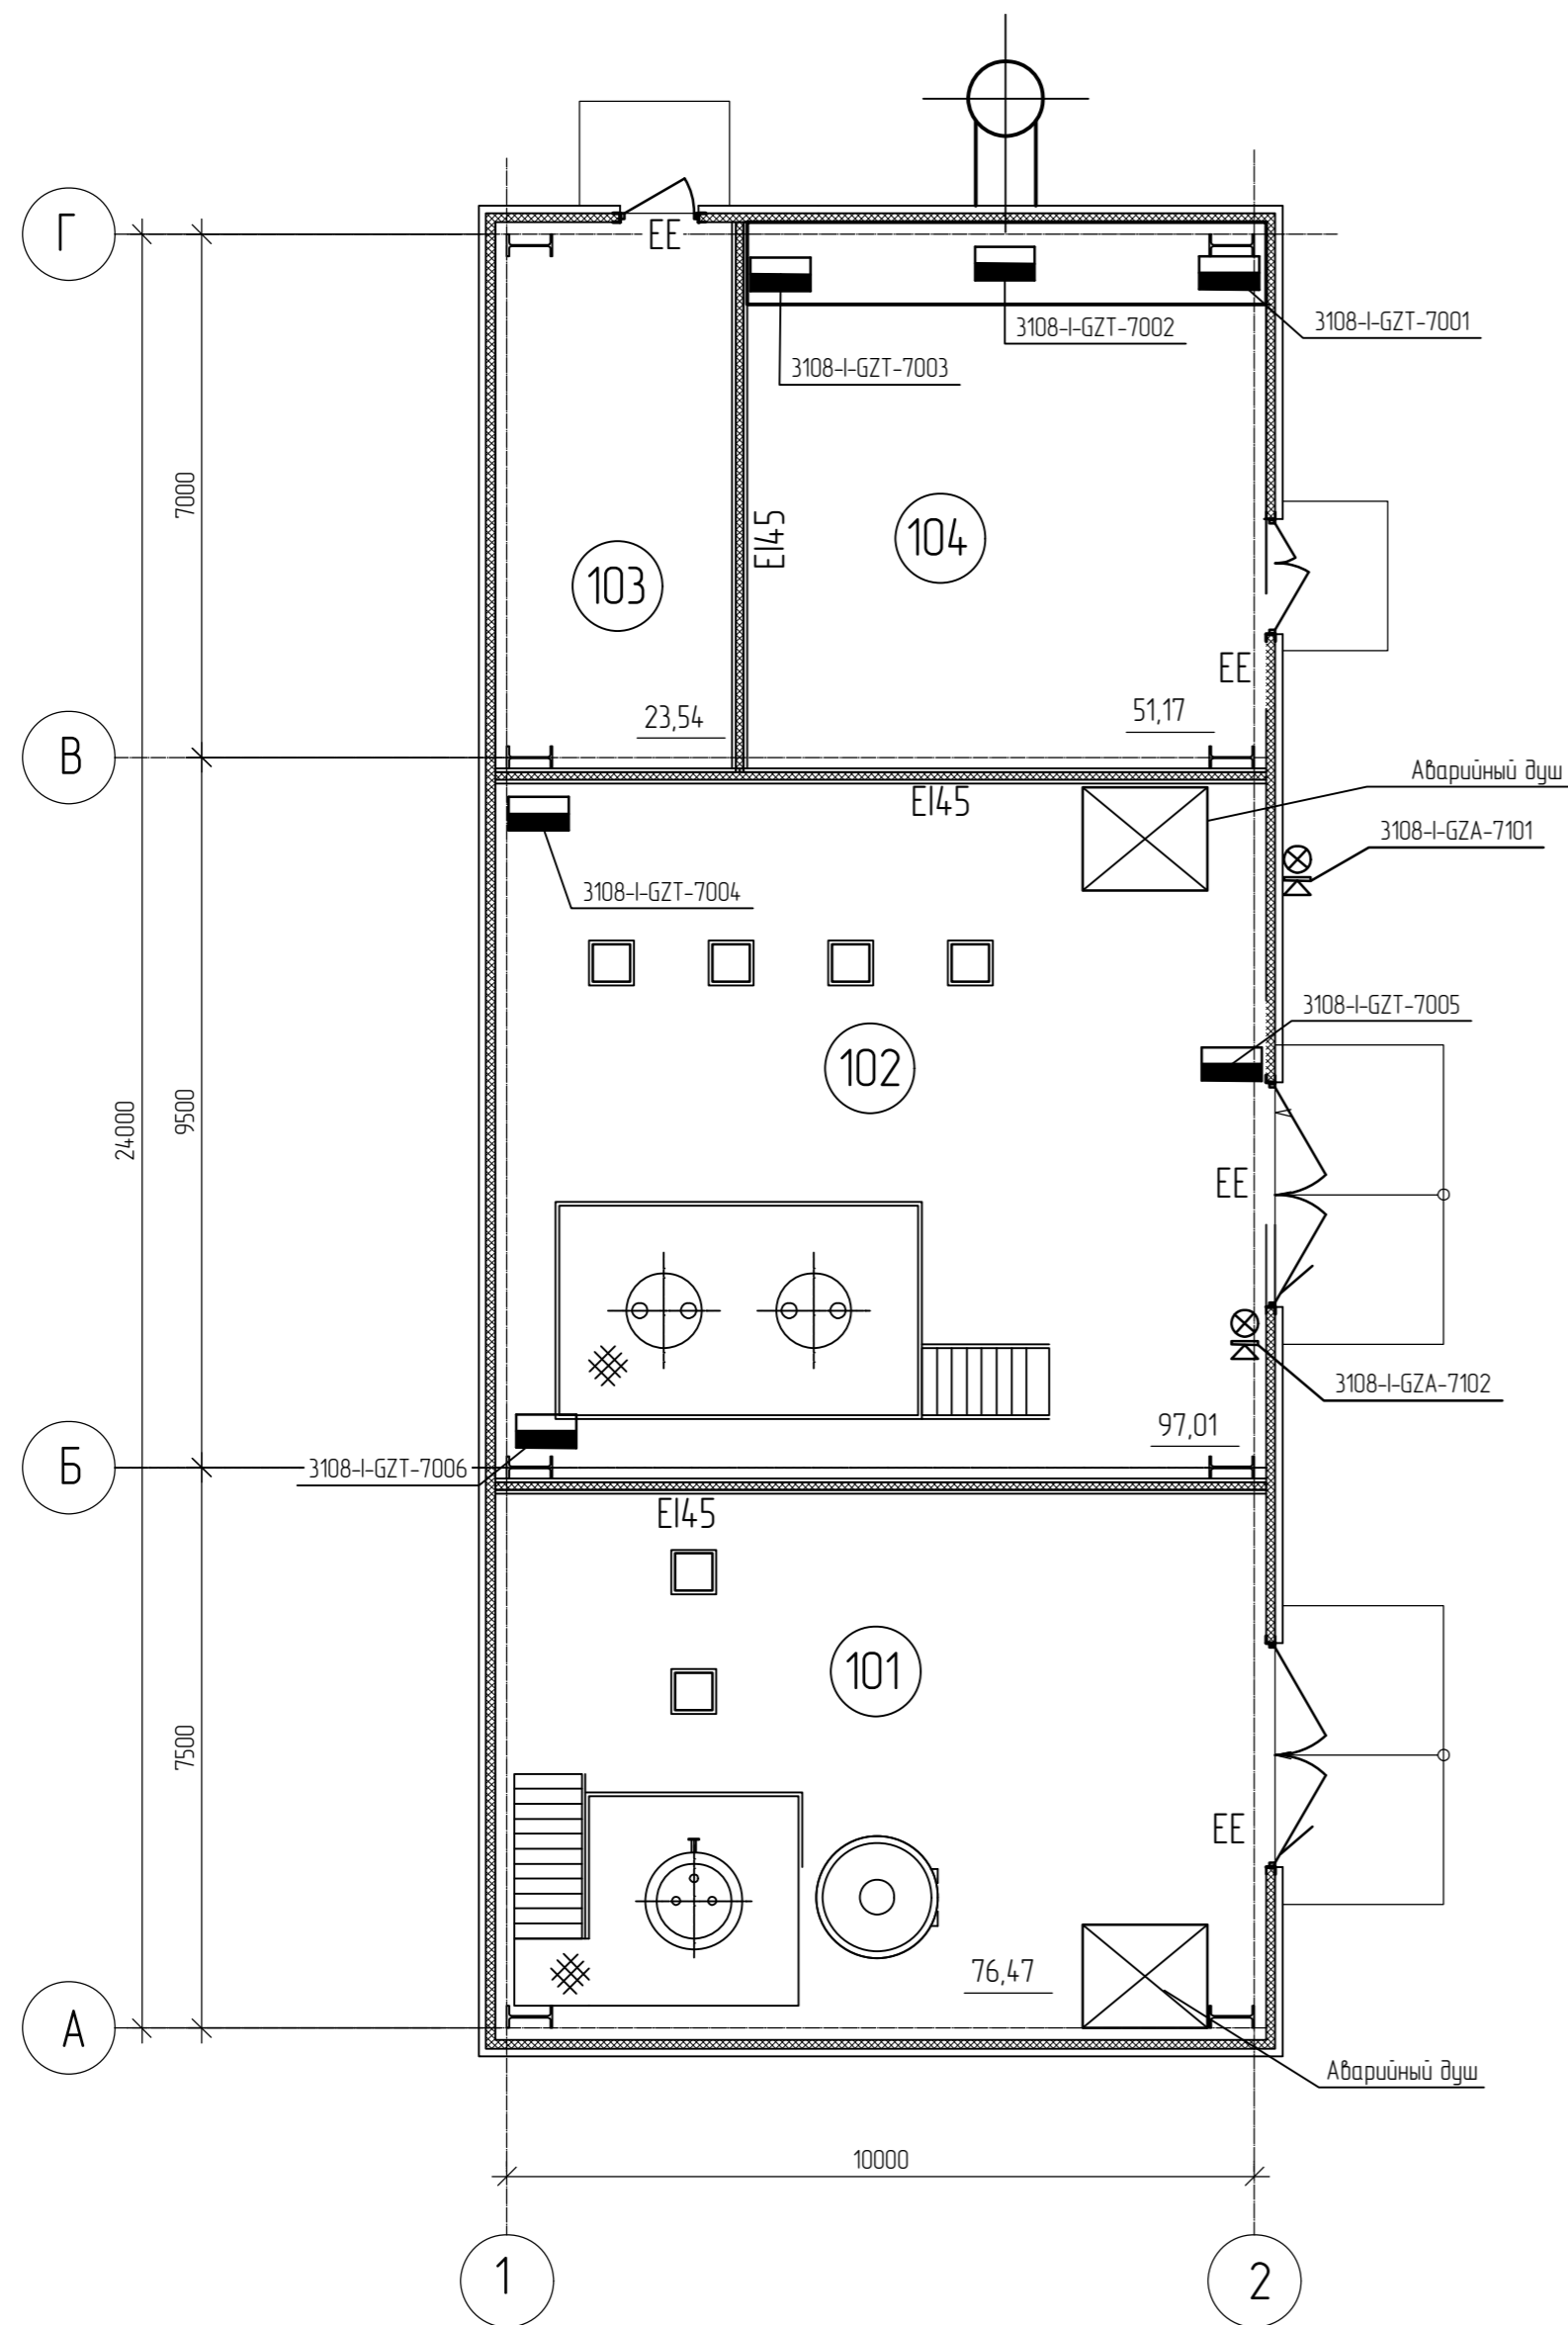 Г
ЕЕ
3108-I-GZT-7001
3108-I-GZT-7002
3108-I-GZT-7003
7000
EI45
104
103
ЕЕ
23,54
51,17
В
Аварийный душ
EI45
3108-I-GZA-7101
3108-I-GZT-7004
3108-I-GZT-7005
102
24000
9500
ЕЕ
3108-I-GZA-7102
97,01
Б
3108-I-GZT-7006
EI45
101
7500
ЕЕ
76,47
А
Аварийный душ
10000
1
2